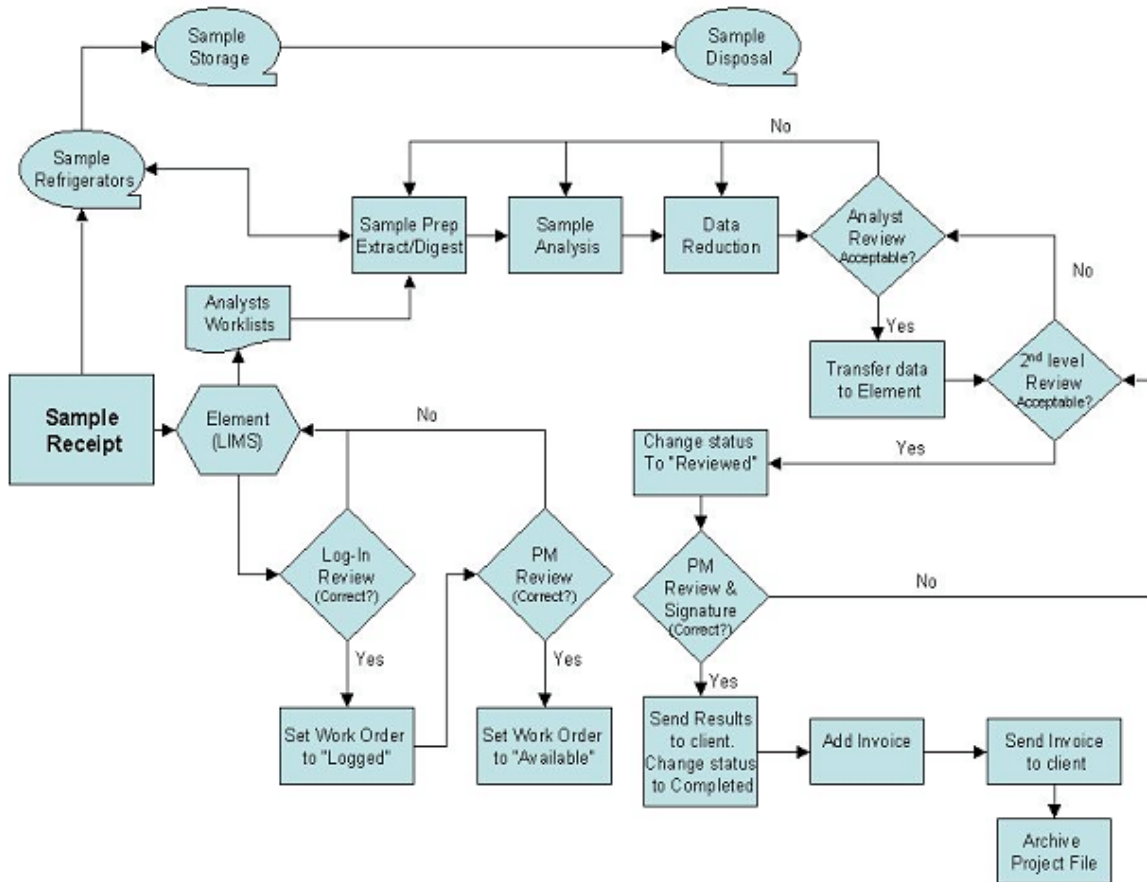 Sample
Storage
Sample
Disposal
No
Sample
Refrigerators
Sample Prep
Extract/Digest
Sample
Analysis
Data
Reduction
Analyst
Review
Acceptable?
No
Analysts
Worklists
Yes
Transfer data
to Element
2nd level
Review
Acceptable?
Sample
Receipt
Element
(LIMS)
No
Change status
To "Reviewed"
Yes
Log-In
Review
(Correct?)
PM
Review
(Correct?)
PM
Review &
Signature
(Correct?)
No
Yes
Yes
Yes
Set Work Order
to "Logged"
Set Work Order
to "Available"
Send Results
to client.
Change status
to Completed
Add Invoice
Send Invoice
to client
Archive
Project File